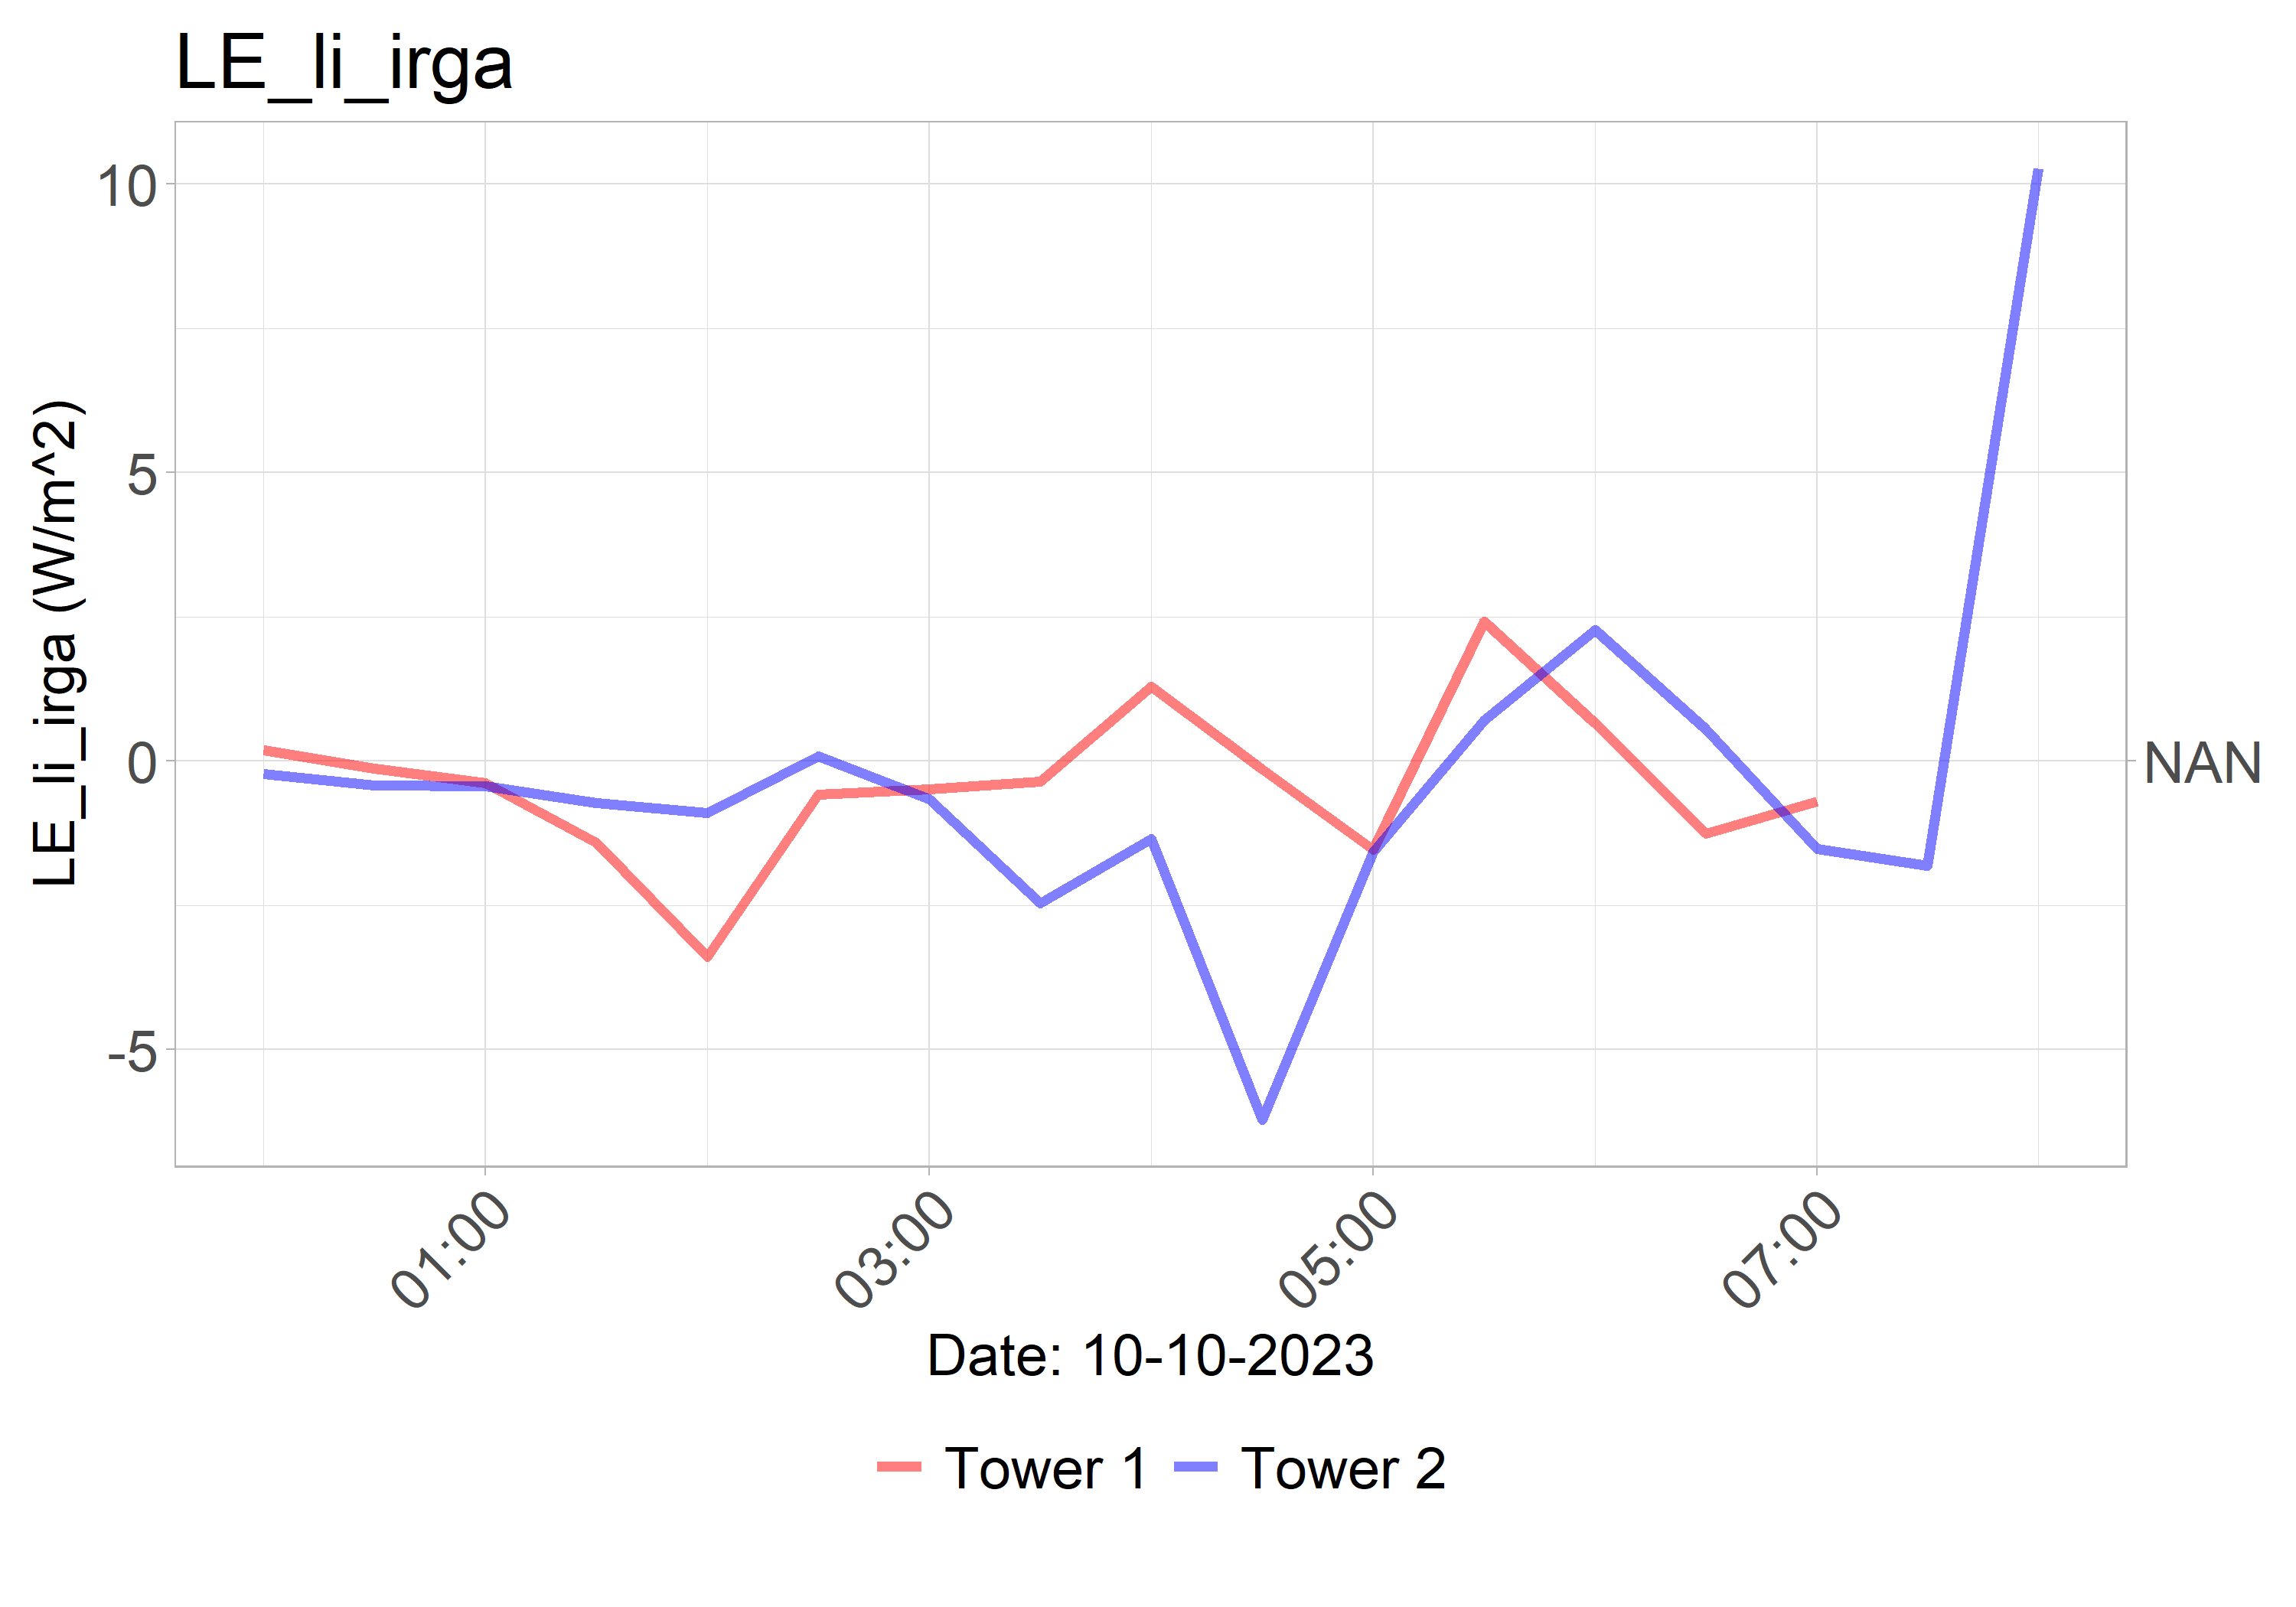 LE_li_irga
LE_li_irga (W/m^2)
10
5
0
-5
NAN
01:00
03:00
05:00
07:00
Date: 10-10-2023
Tower 1
Tower 2